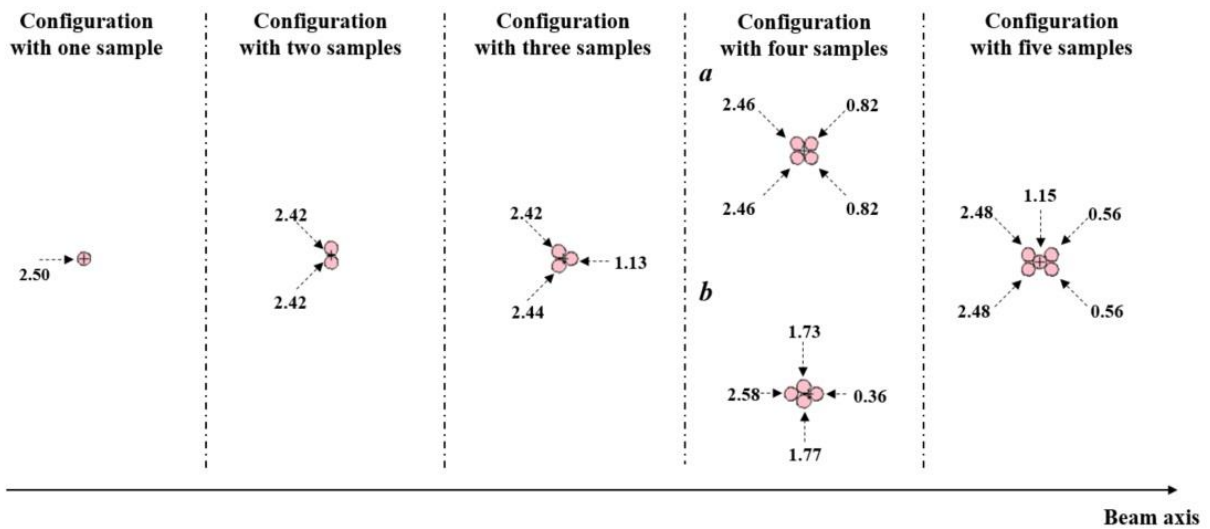 Configuration
with one sample
Configuration
with two samples
Configuration
with three samples
Configuration
with four samples
Configuration
with five samples
a
2.46
0.82
2.46
0.82
2.50
2.42
2.42
2.42
1.13
2.44
b
1.73
2.58
0.36
1.77
1.15
2.48
0.56
2.48
0.56
Beam axis